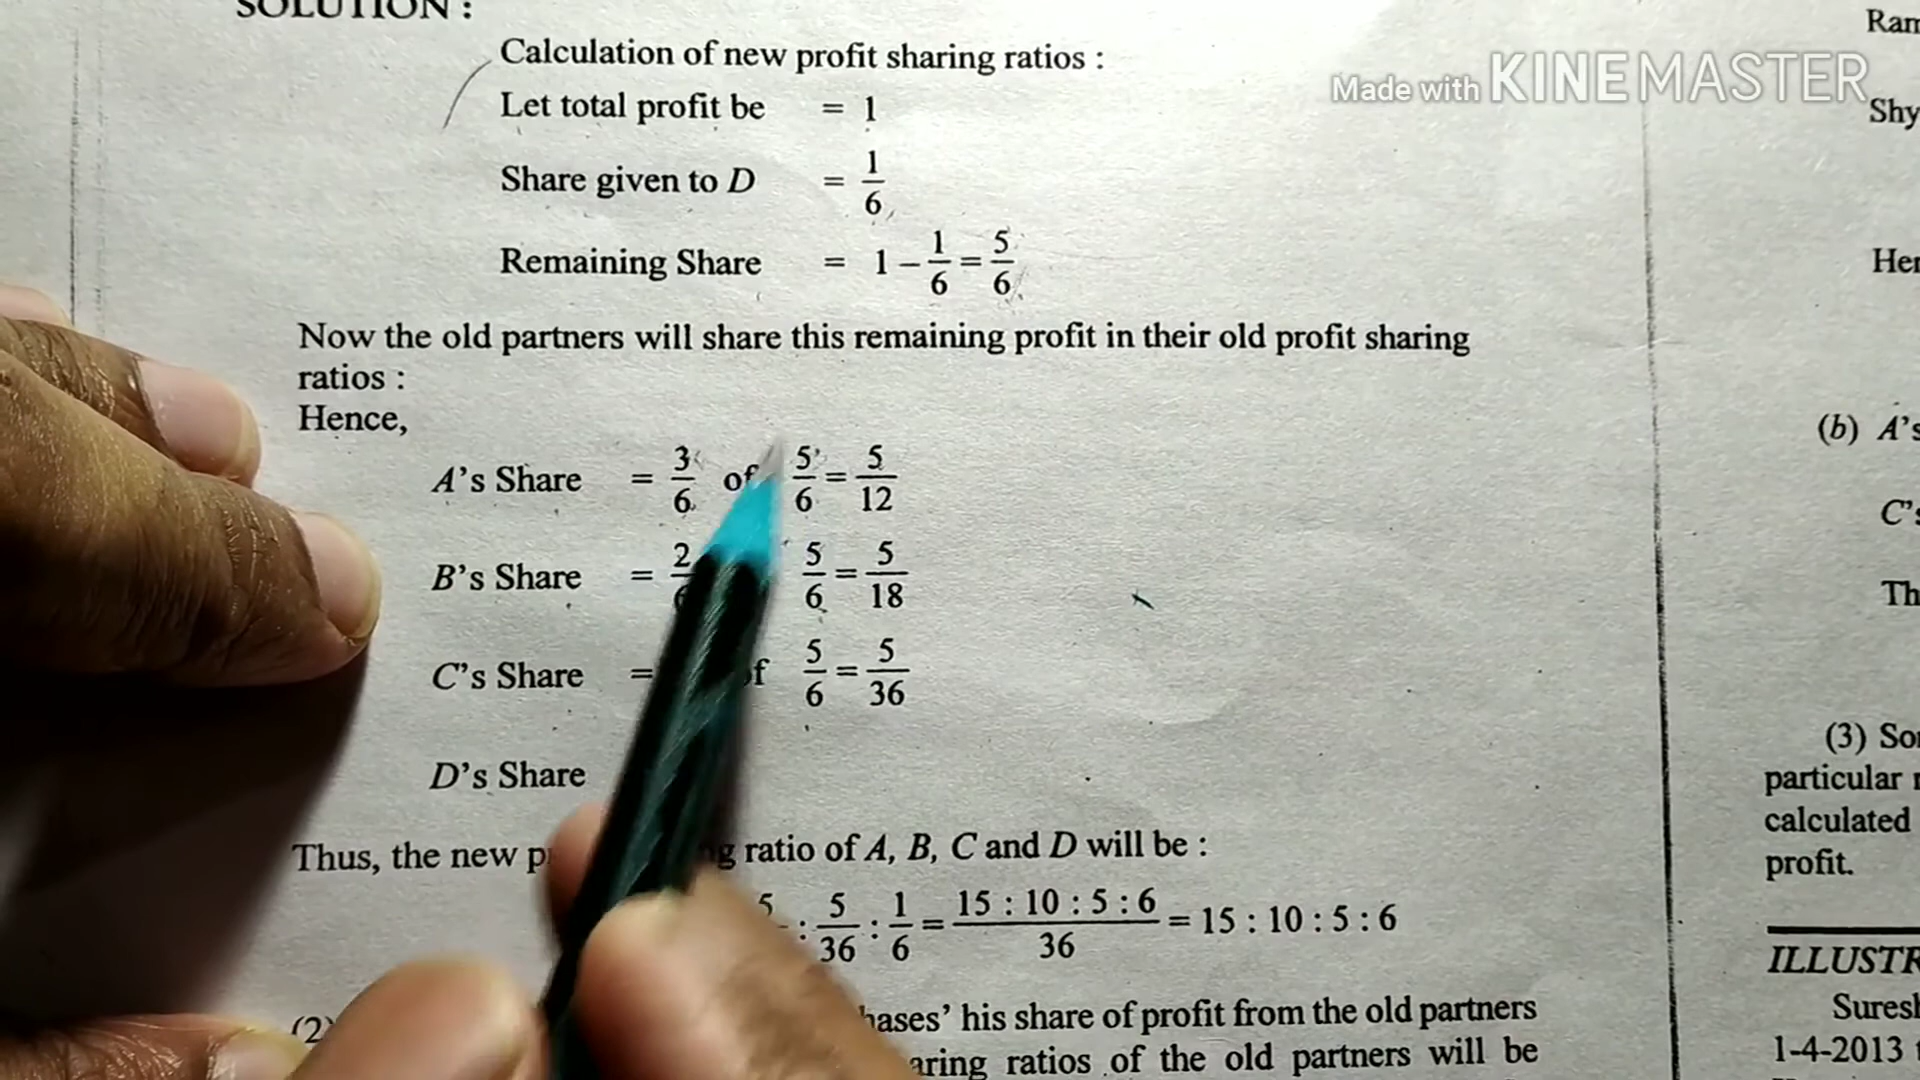 SOLUTION :
Calculation of new profit sharing ratios :
Let total profit be = 1
Share given to D = 1/6
Remaining Share = 1 – 1/6 = 5/6
Now the old partners will share this remaining profit in their old profit sharing
ratios :
Hence,
A's Share = 3/6 of 5/6 = 5/12
B's Share = 2/ 5/6 = 5/18
C's Share = 5/6 = 5/36
D's Share
Thus, the new ratio of A, B, C and D will be :
: 5/36 : 1/6 = 15 : 10 : 5 : 6/36 = 15 : 10 : 5 : 6
(2) his share of profit from the old partners
ratios of the old partners will be
Made with KINEMASTER
Ram
Shy
Her
(b) A's
C's
Th
(3) So
particular
calculated
profit.
ILLUSTR
Suresh
1-4-2013